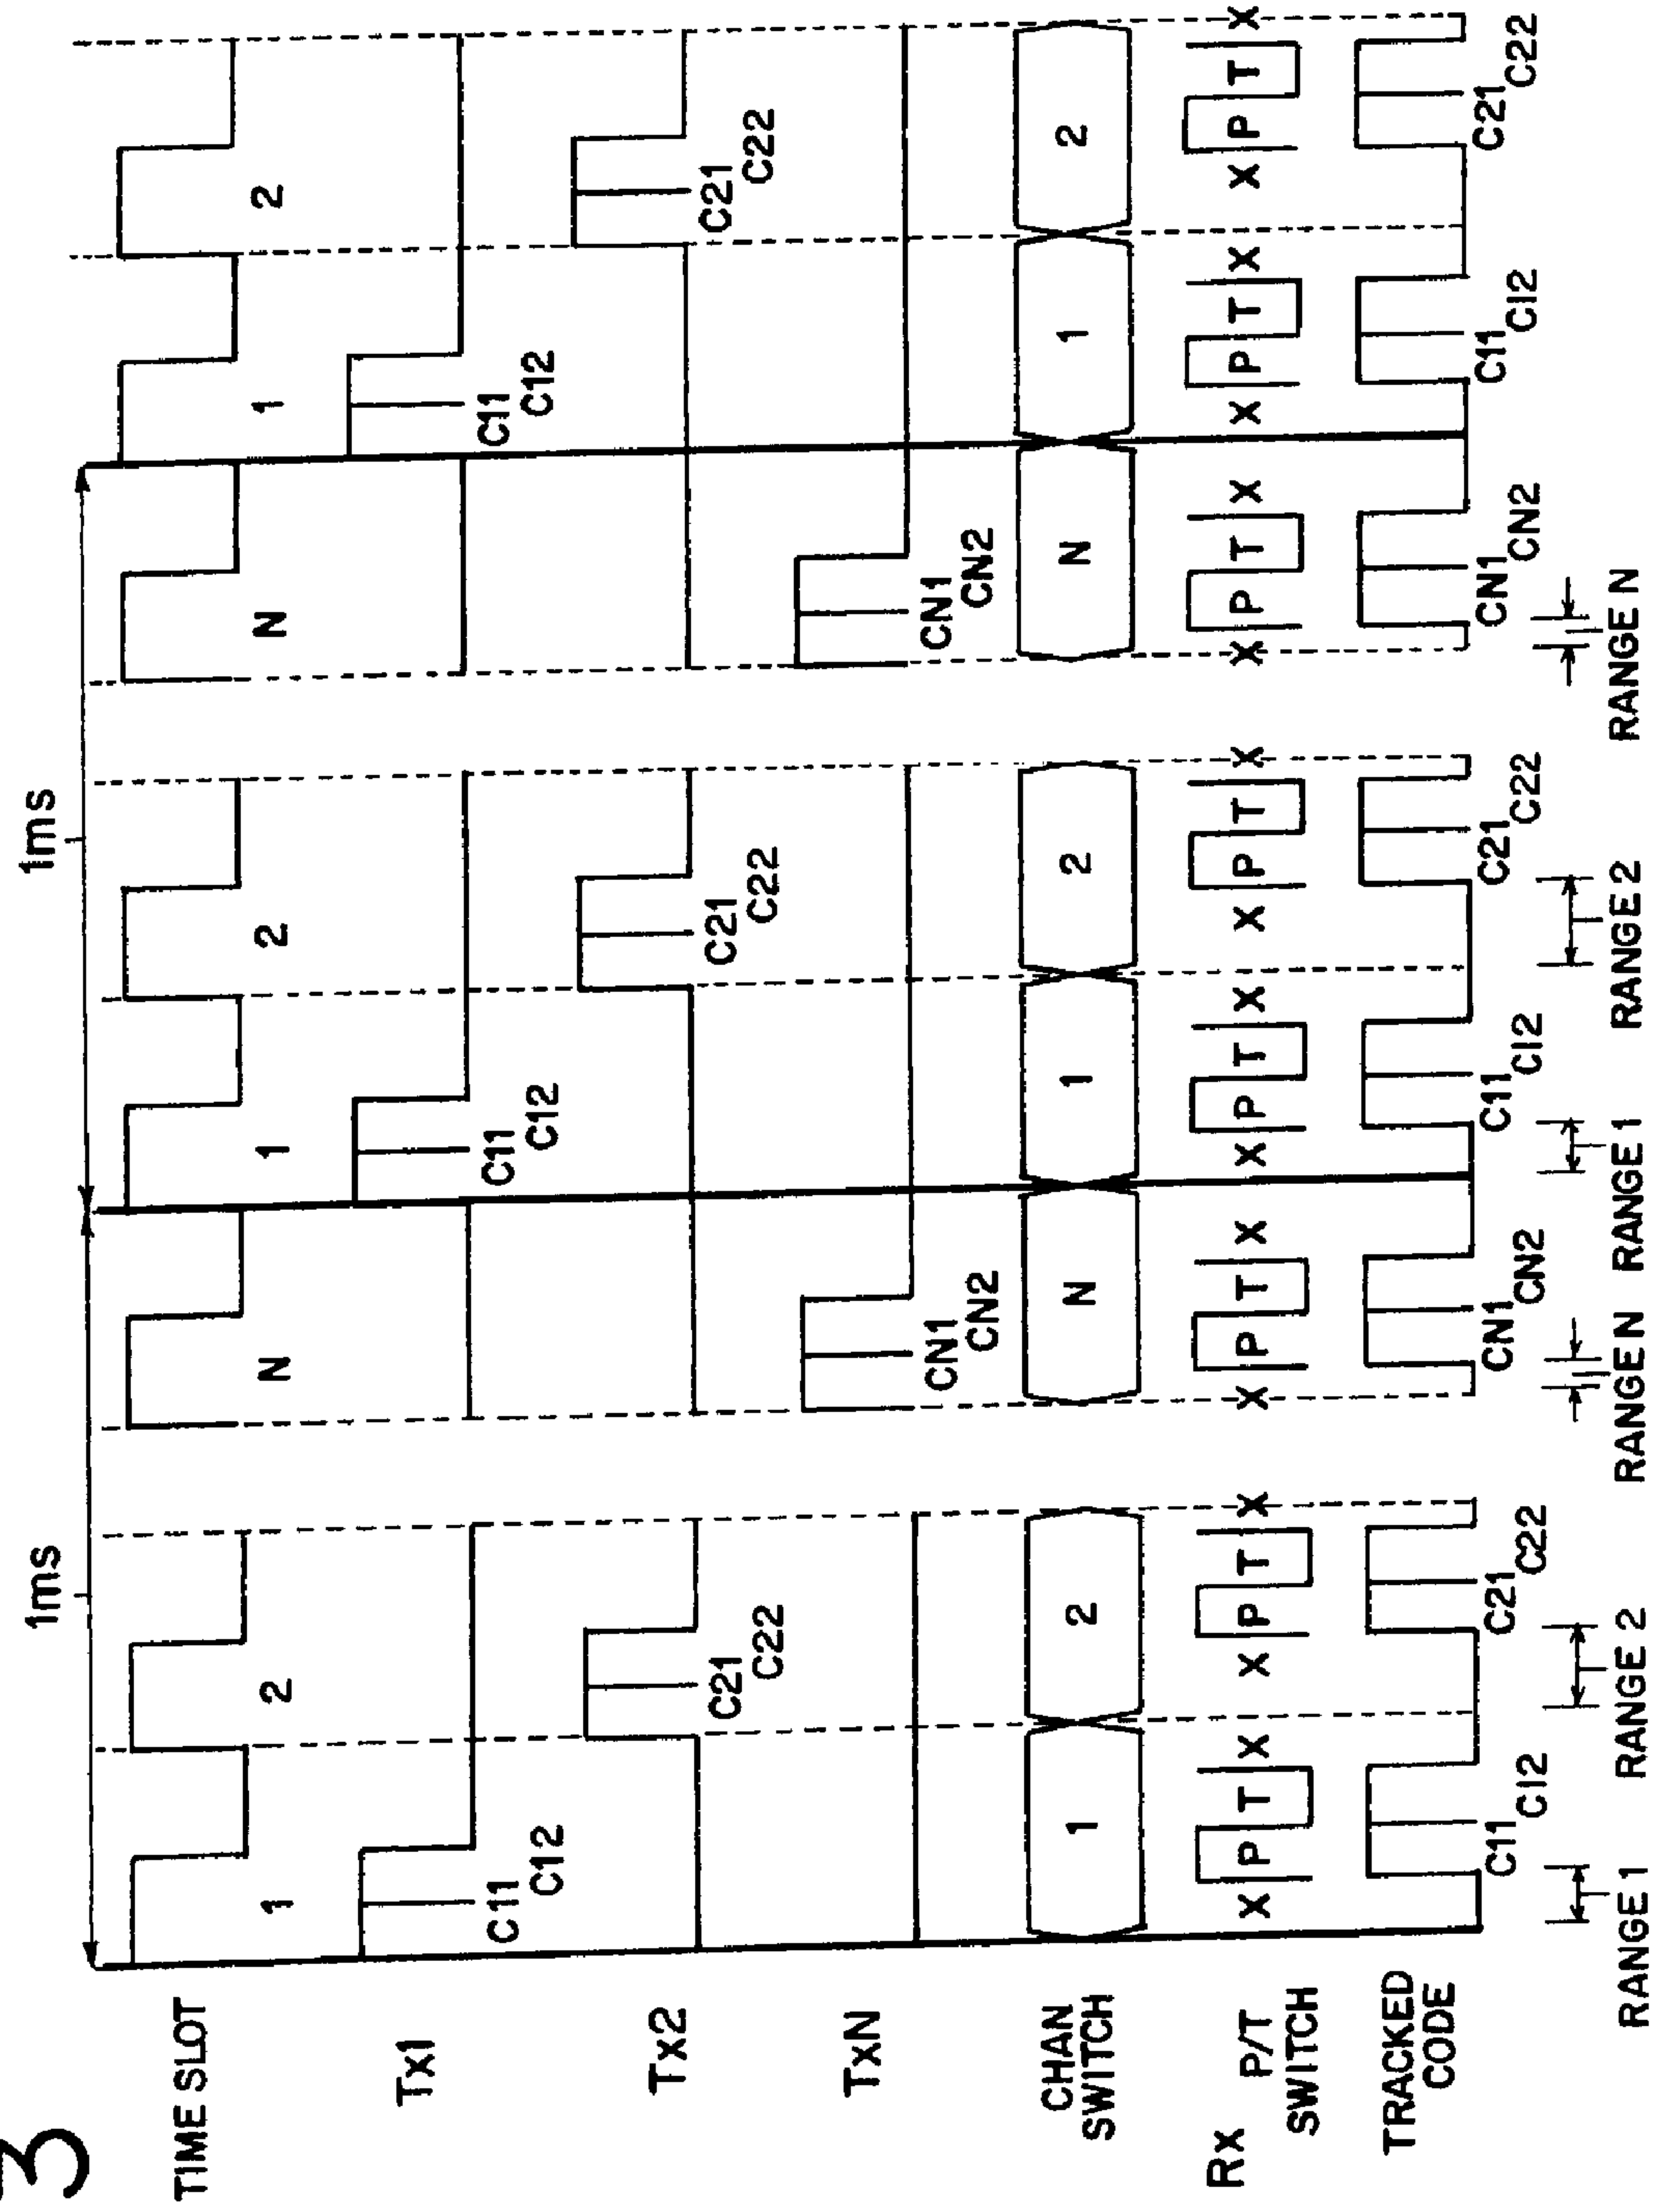 3
1ms 1ms
TIME SLOT 1 2 N 1 2 N 1 2
Tx1
C11 C11 C11
C12 C12 C12
Tx2
C21 C21 C21
C22 C22 C22
TxN
CN1 CN1
CN2 CN2
CHAN
SWITCH
1 2 N 1 2 N 1 2
Rx
P/T
SWITCH
X P T X X P T X X P T X X P T X X P T X X P T X X P T X X P T X
TRACKED
CODE
C11 C21 CN1 C11 C21 CN1 C11 C21
C12 C22 CN2 C12 C22 CN2 C12 C22
RANGE 1 RANGE 2 RANGE N RANGE 1 RANGE 2 RANGE N